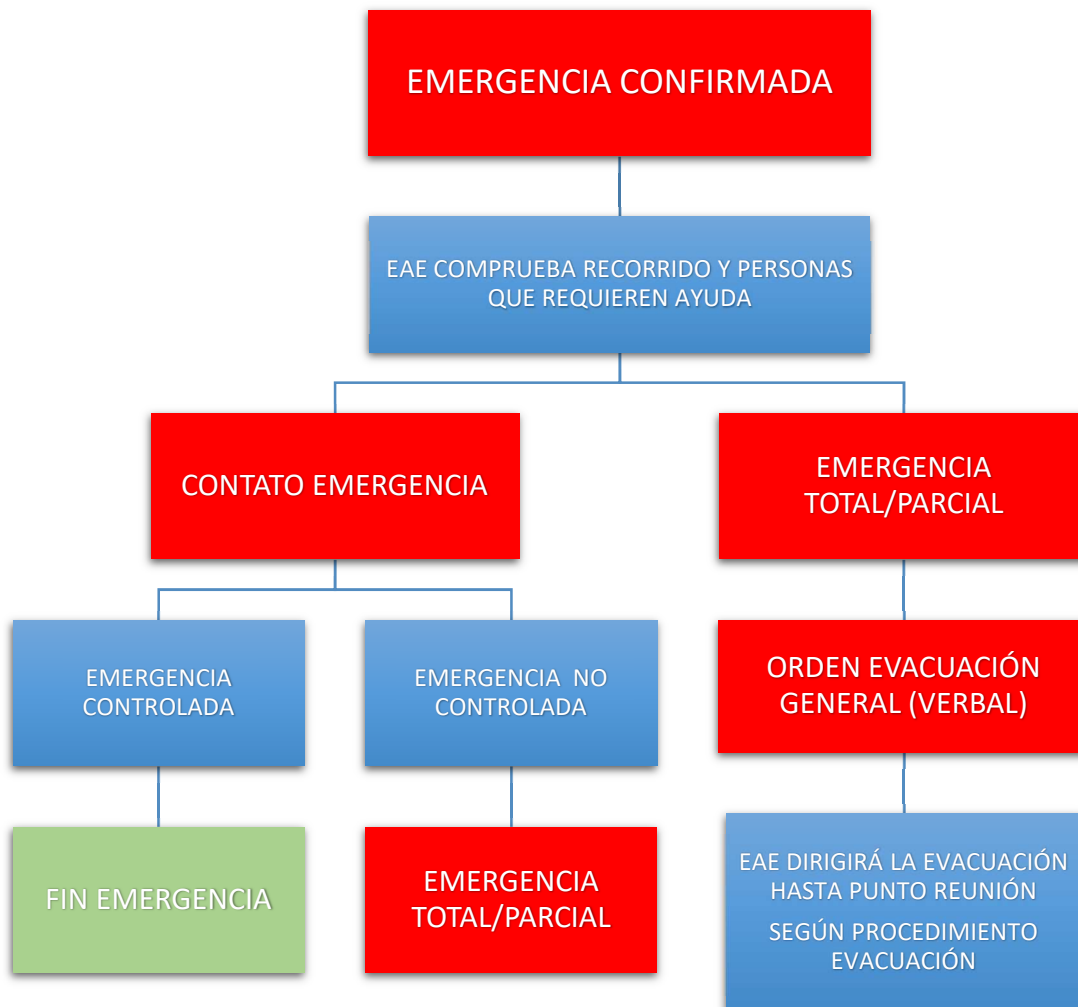 EMERGENCIA CONFIRMADA
EAE COMPRUEBA RECORRIDO Y PERSONAS
QUE REQUIEREN AYUDA
CONTATO EMERGENCIA
EMERGENCIA
TOTAL/PARCIAL
EMERGENCIA
CONTROLADA
EMERGENCIA NO
CONTROLADA
ORDEN EVACUACIÓN
GENERAL (VERBAL)
FIN EMERGENCIA
EMERGENCIA
TOTAL/PARCIAL
EAE DIRIGIRÁ LA EVACUACIÓN
HASTA PUNTO REUNIÓN
SEGÚN PROCEDIMIENTO
EVACUACIÓN